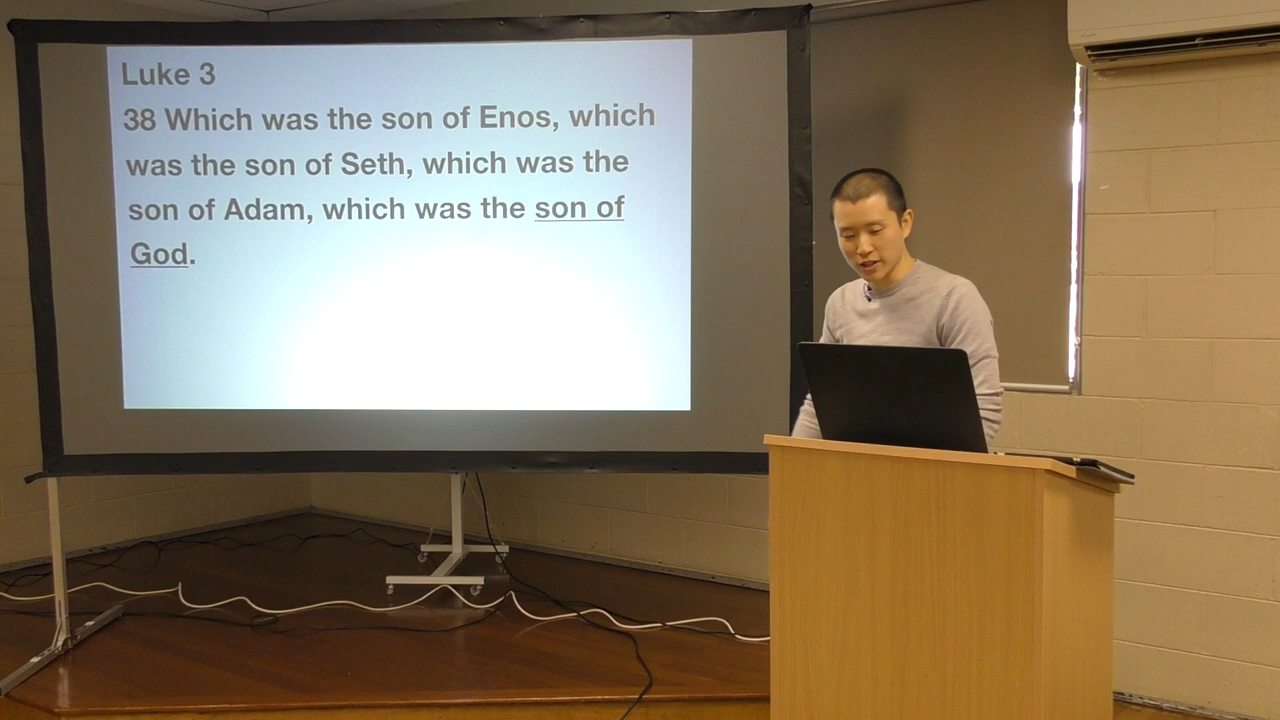 Luke 3
38 Which was the son of Enos, which
was the son of Seth, which was the
son of Adam, which was the son of
God.